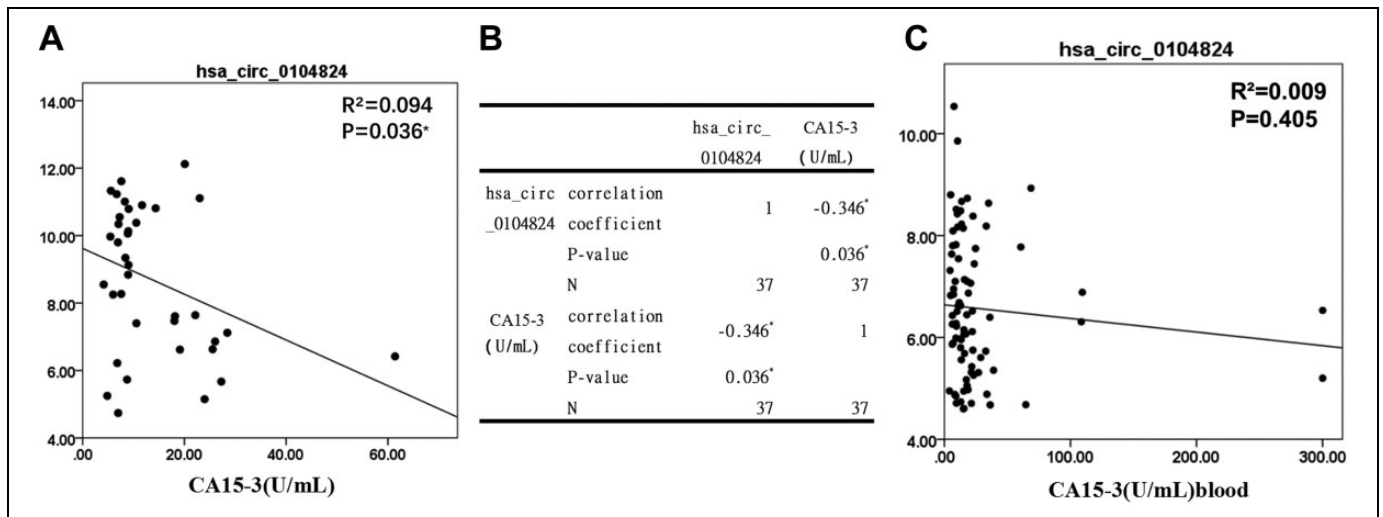 A
hsa_circ_0104824
R²=0.094
P=0.036*
14.00
12.00
10.00
8.00
6.00
4.00
.00 20.00 40.00 60.00
CA15-3(U/mL)
B
hsa_circ_ CA15-3
0104824 (U/mL)
hsa_circ correlation
1 -0.346*
_0104824 coefficient
P-value 0.036*
N 37 37
CA15-3 correlation
-0.346* 1
(U/mL) coefficient
P-value 0.036*
N 37 37
C
hsa_circ_0104824
R²=0.009
P=0.405
10.00
8.00
6.00
4.00
.00 100.00 200.00 300.00
CA15-3(U/mL)blood